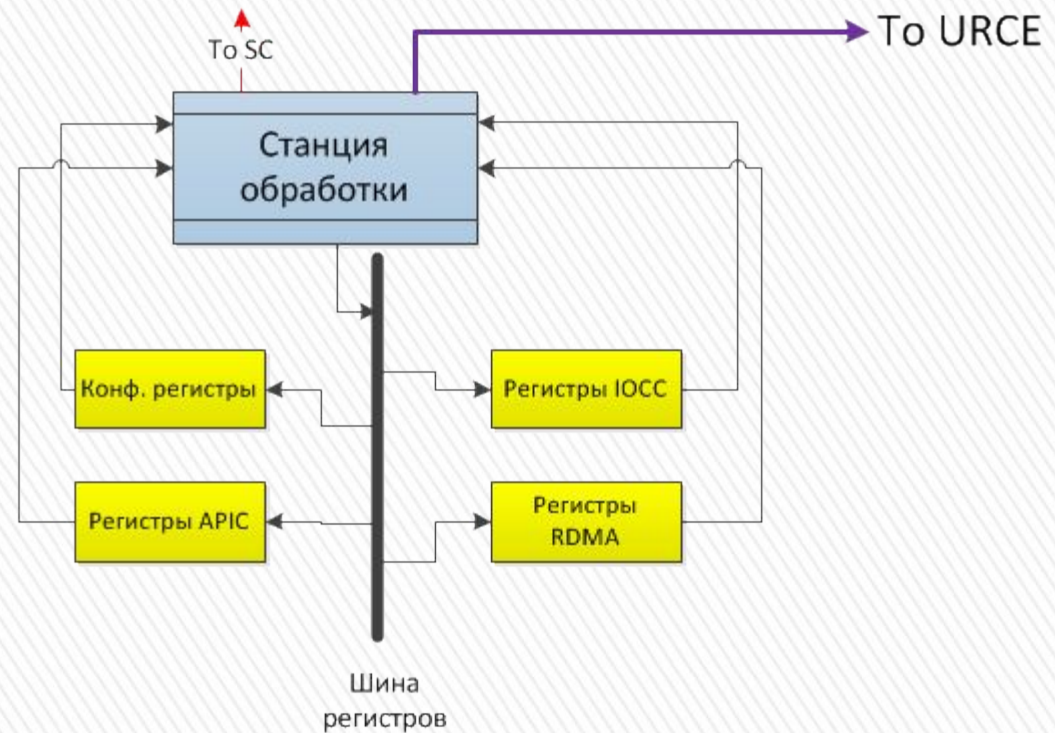 To SC
To URCE
Станция
обработки
Конф. регистры
Регистры IOCC
Регистры APIC
Регистры
RDMA
Шина
регистров